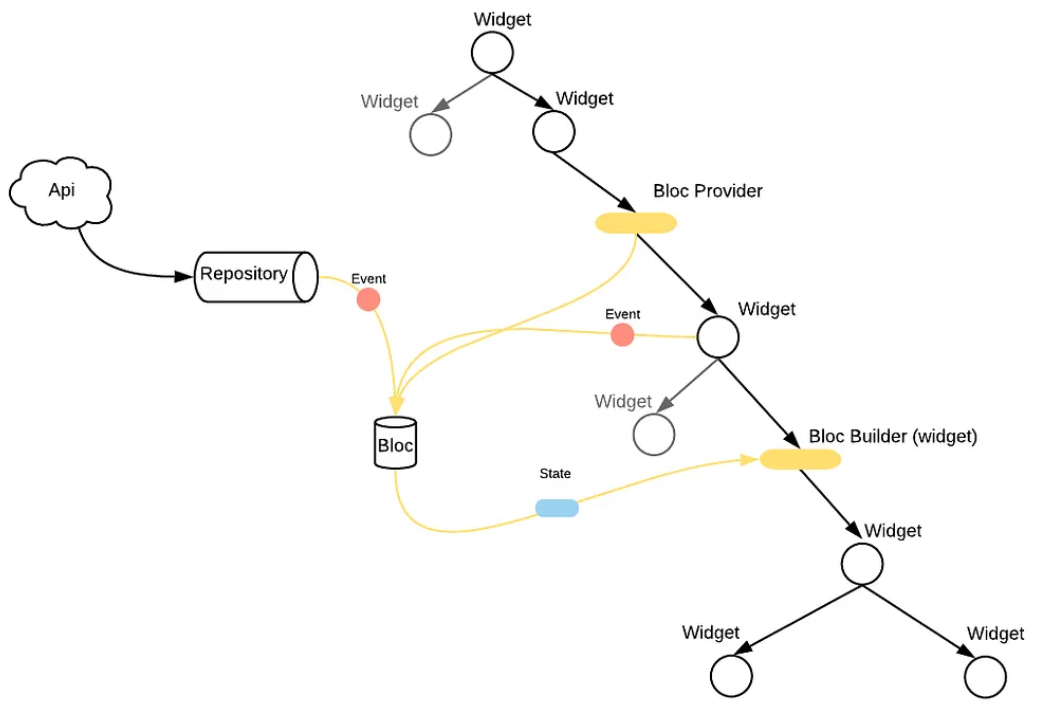 Widget
Widget
Widget
Api
Bloc Provider
Repository
Event
Event
Widget
Widget
Bloc
Bloc Builder (widget)
State
Widget
Widget
Widget